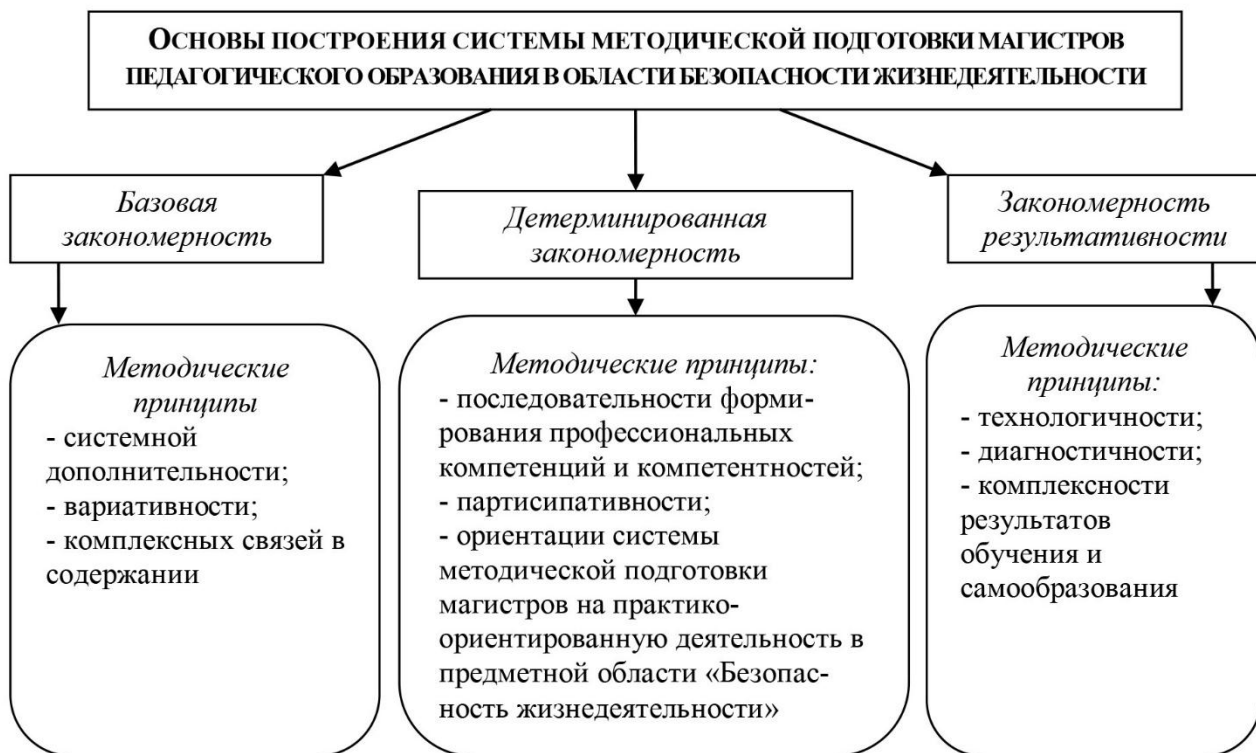 ОСНОВЫ ПОСТРОЕНИЯ СИСТЕМЫ МЕТОДИЧЕСКОЙ ПОДГОТОВКИ МАГИСТРОВ
ПЕДАГОГИЧЕСКОГО ОБРАЗОВАНИЯ В ОБЛАСТИ БЕЗОПАСНОСТИ ЖИЗНЕДЕЯТЕЛЬНОСТИ
Базовая
закономерность
Детерминированная
закономерность
Закономерность
результативности
Методические
принципы
- системной
дополнительности;
- вариативности;
- комплексных связей в
содержании
Методические принципы:
- последовательности форми-
рования профессиональных
компетенций и компетентностей;
- партисипативности;
- ориентации системы
методической подготовки
магистров на практико-
ориентированную деятельность в
предметной области «Безопас-
ность жизнедеятельности»
Методические
принципы:
- технологичности;
- диагностичности;
- комплексности
результатов
обучения и
самообразования